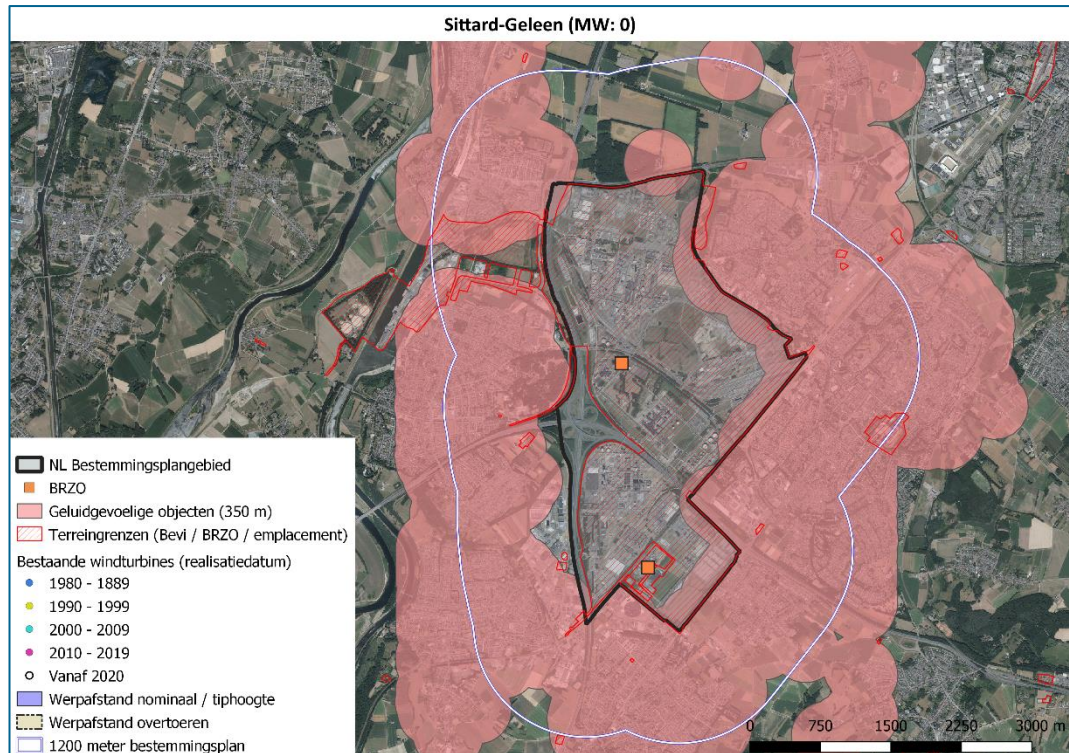 Sittard-Geleen (MW: 0)
NL Bestemmingsplangebied
BRZO
Geluidgevoelige objecten (350 m)
Terreingrenzen (Bevi / BRZO / emplacement)
Bestaande windturbines (realisatiedatum)
1980 - 1889
1990 - 1999
2000 - 2009
2010 - 2019
Vanaf 2020
Werpafstand nominaal / tiphoogte
Werpafstand overtoeren
1200 meter bestemmingsplan
0 750 1500 2250 3000 m